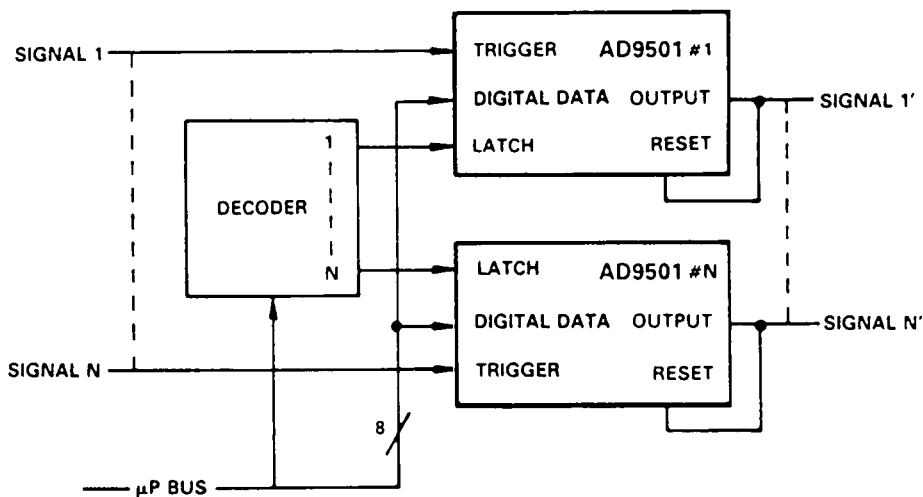 SIGNAL 1
TRIGGER AD9501 #1
DIGITAL DATA OUTPUT
SIGNAL 1'
LATCH
RESET
DECODER
1
N
LATCH AD9501 #N
DIGITAL DATA OUTPUT
SIGNAL N'
SIGNAL N
TRIGGER
RESET
8
μP BUS